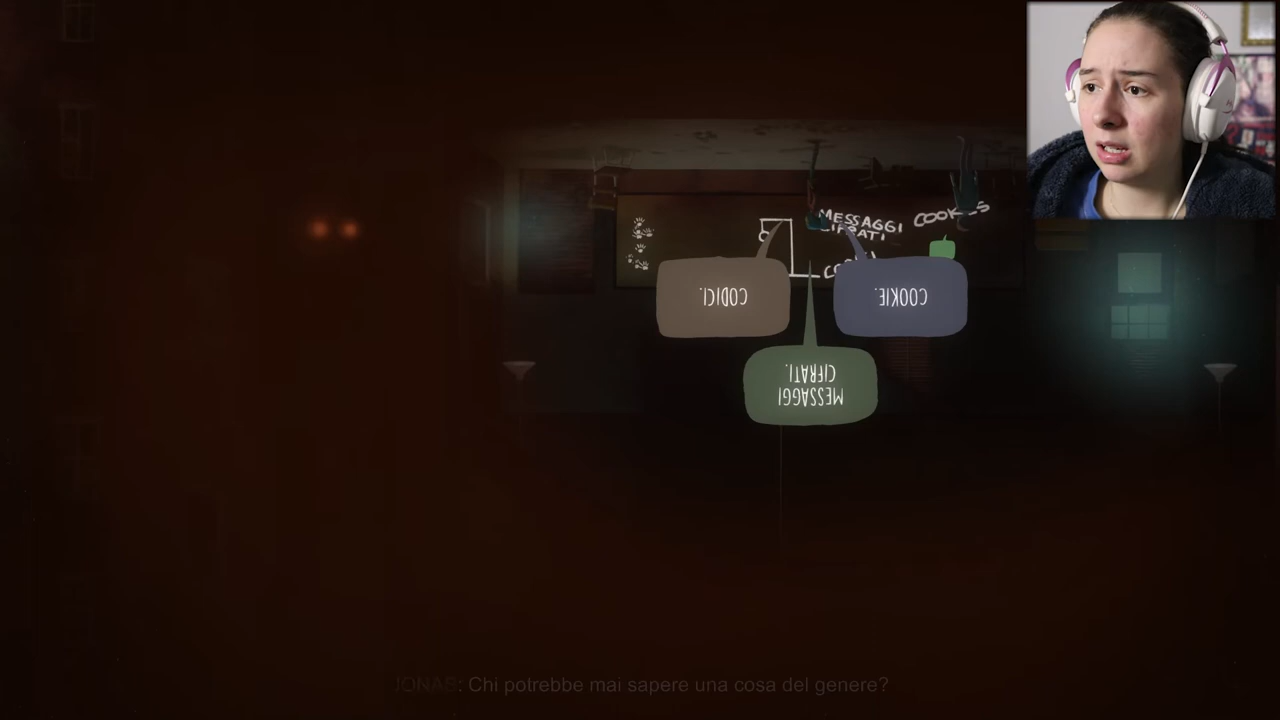 MESSAGGI
CIFRATI
COOKIES
CODICI.
COOKIE.
MESSAGGI
CIFRATI.
JONAS: Chi potrebbe mai sapere una cosa del genere?